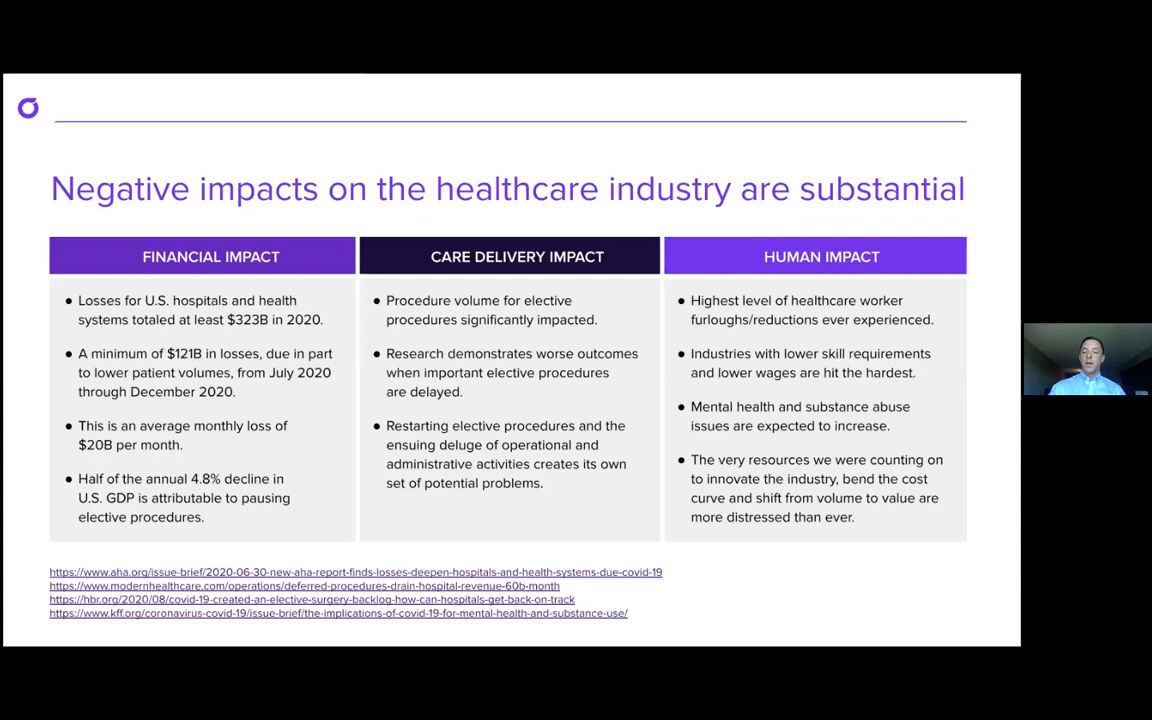 Negative impacts on the healthcare industry are substantial
FINANCIAL IMPACT
● Losses for U.S. hospitals and health
systems totaled at least $323B in 2020.
● A minimum of $121B in losses, due in part
to lower patient volumes, from July 2020
through December 2020.
● This is an average monthly loss of
$20B per month.
● Half of the annual 4.8% decline in
U.S. GDP is attributable to pausing
elective procedures.
CARE DELIVERY IMPACT
● Procedure volume for elective
procedures significantly impacted.
● Research demonstrates worse outcomes
when important elective procedures
are delayed.
● Restarting elective procedures and the
ensuing deluge of operational and
administrative activities creates its own
set of potential problems.
HUMAN IMPACT
● Highest level of healthcare worker
furloughs/reductions ever experienced.
● Industries with lower skill requirements
and lower wages are hit the hardest.
● Mental health and substance abuse
issues are expected to increase.
● The very resources we were counting on
to innovate the industry, bend the cost
curve and shift from volume to value are
more distressed than ever.
https://www.aha.org/issue-brief/2020-06-30-new-aha-report-finds-losses-deepen-hospitals-and-health-systems-due-covid-19
https://www.modernhealthcare.com/operations/deferred-procedures-drain-hospital-revenue-60b-month
https://hbr.org/2020/08/covid-19-created-an-elective-surgery-backlog-how-can-hospitals-get-back-on-track
https://www.kff.org/coronavirus-covid-19/issue-brief/the-implications-of-covid-19-for-mental-health-and-substance-use/